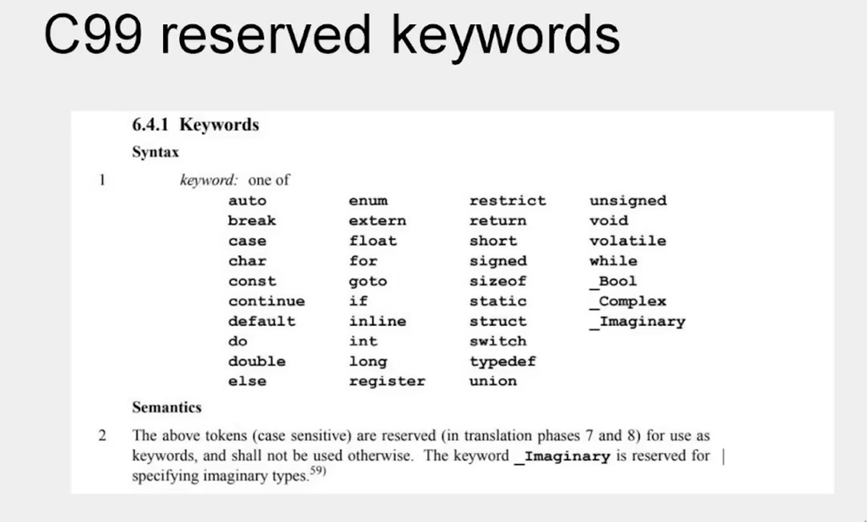 C99 reserved keywords
6.4.1 Keywords
Syntax
1 keyword: one of
auto enum restrict unsigned
break extern return void
case float short volatile
char for signed while
const goto sizeof _Bool
continue if static _Complex
default inline struct _Imaginary
do int switch
double long typedef
else register union
Semantics
2 The above tokens (case sensitive) are reserved (in translation phases 7 and 8) for use as
keywords, and shall not be used otherwise. The keyword _Imaginary is reserved for |
specifying imaginary types.59)